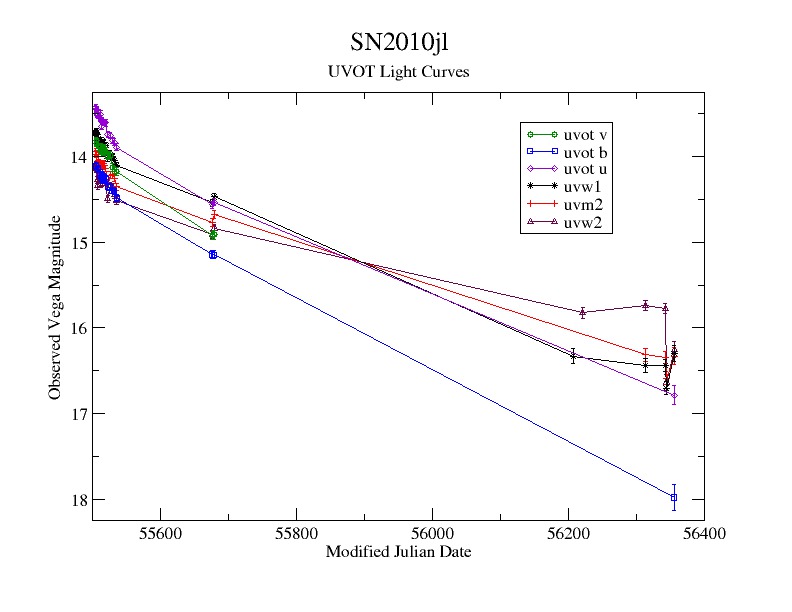 SN2010jl
UVOT Light Curves
uvot v
uvot b
uvot u
uvw1
uvm2
uvw2
Observed Vega Magnitude
14
15
16
17
18
55600 55800 56000 56200 56400
Modified Julian Date